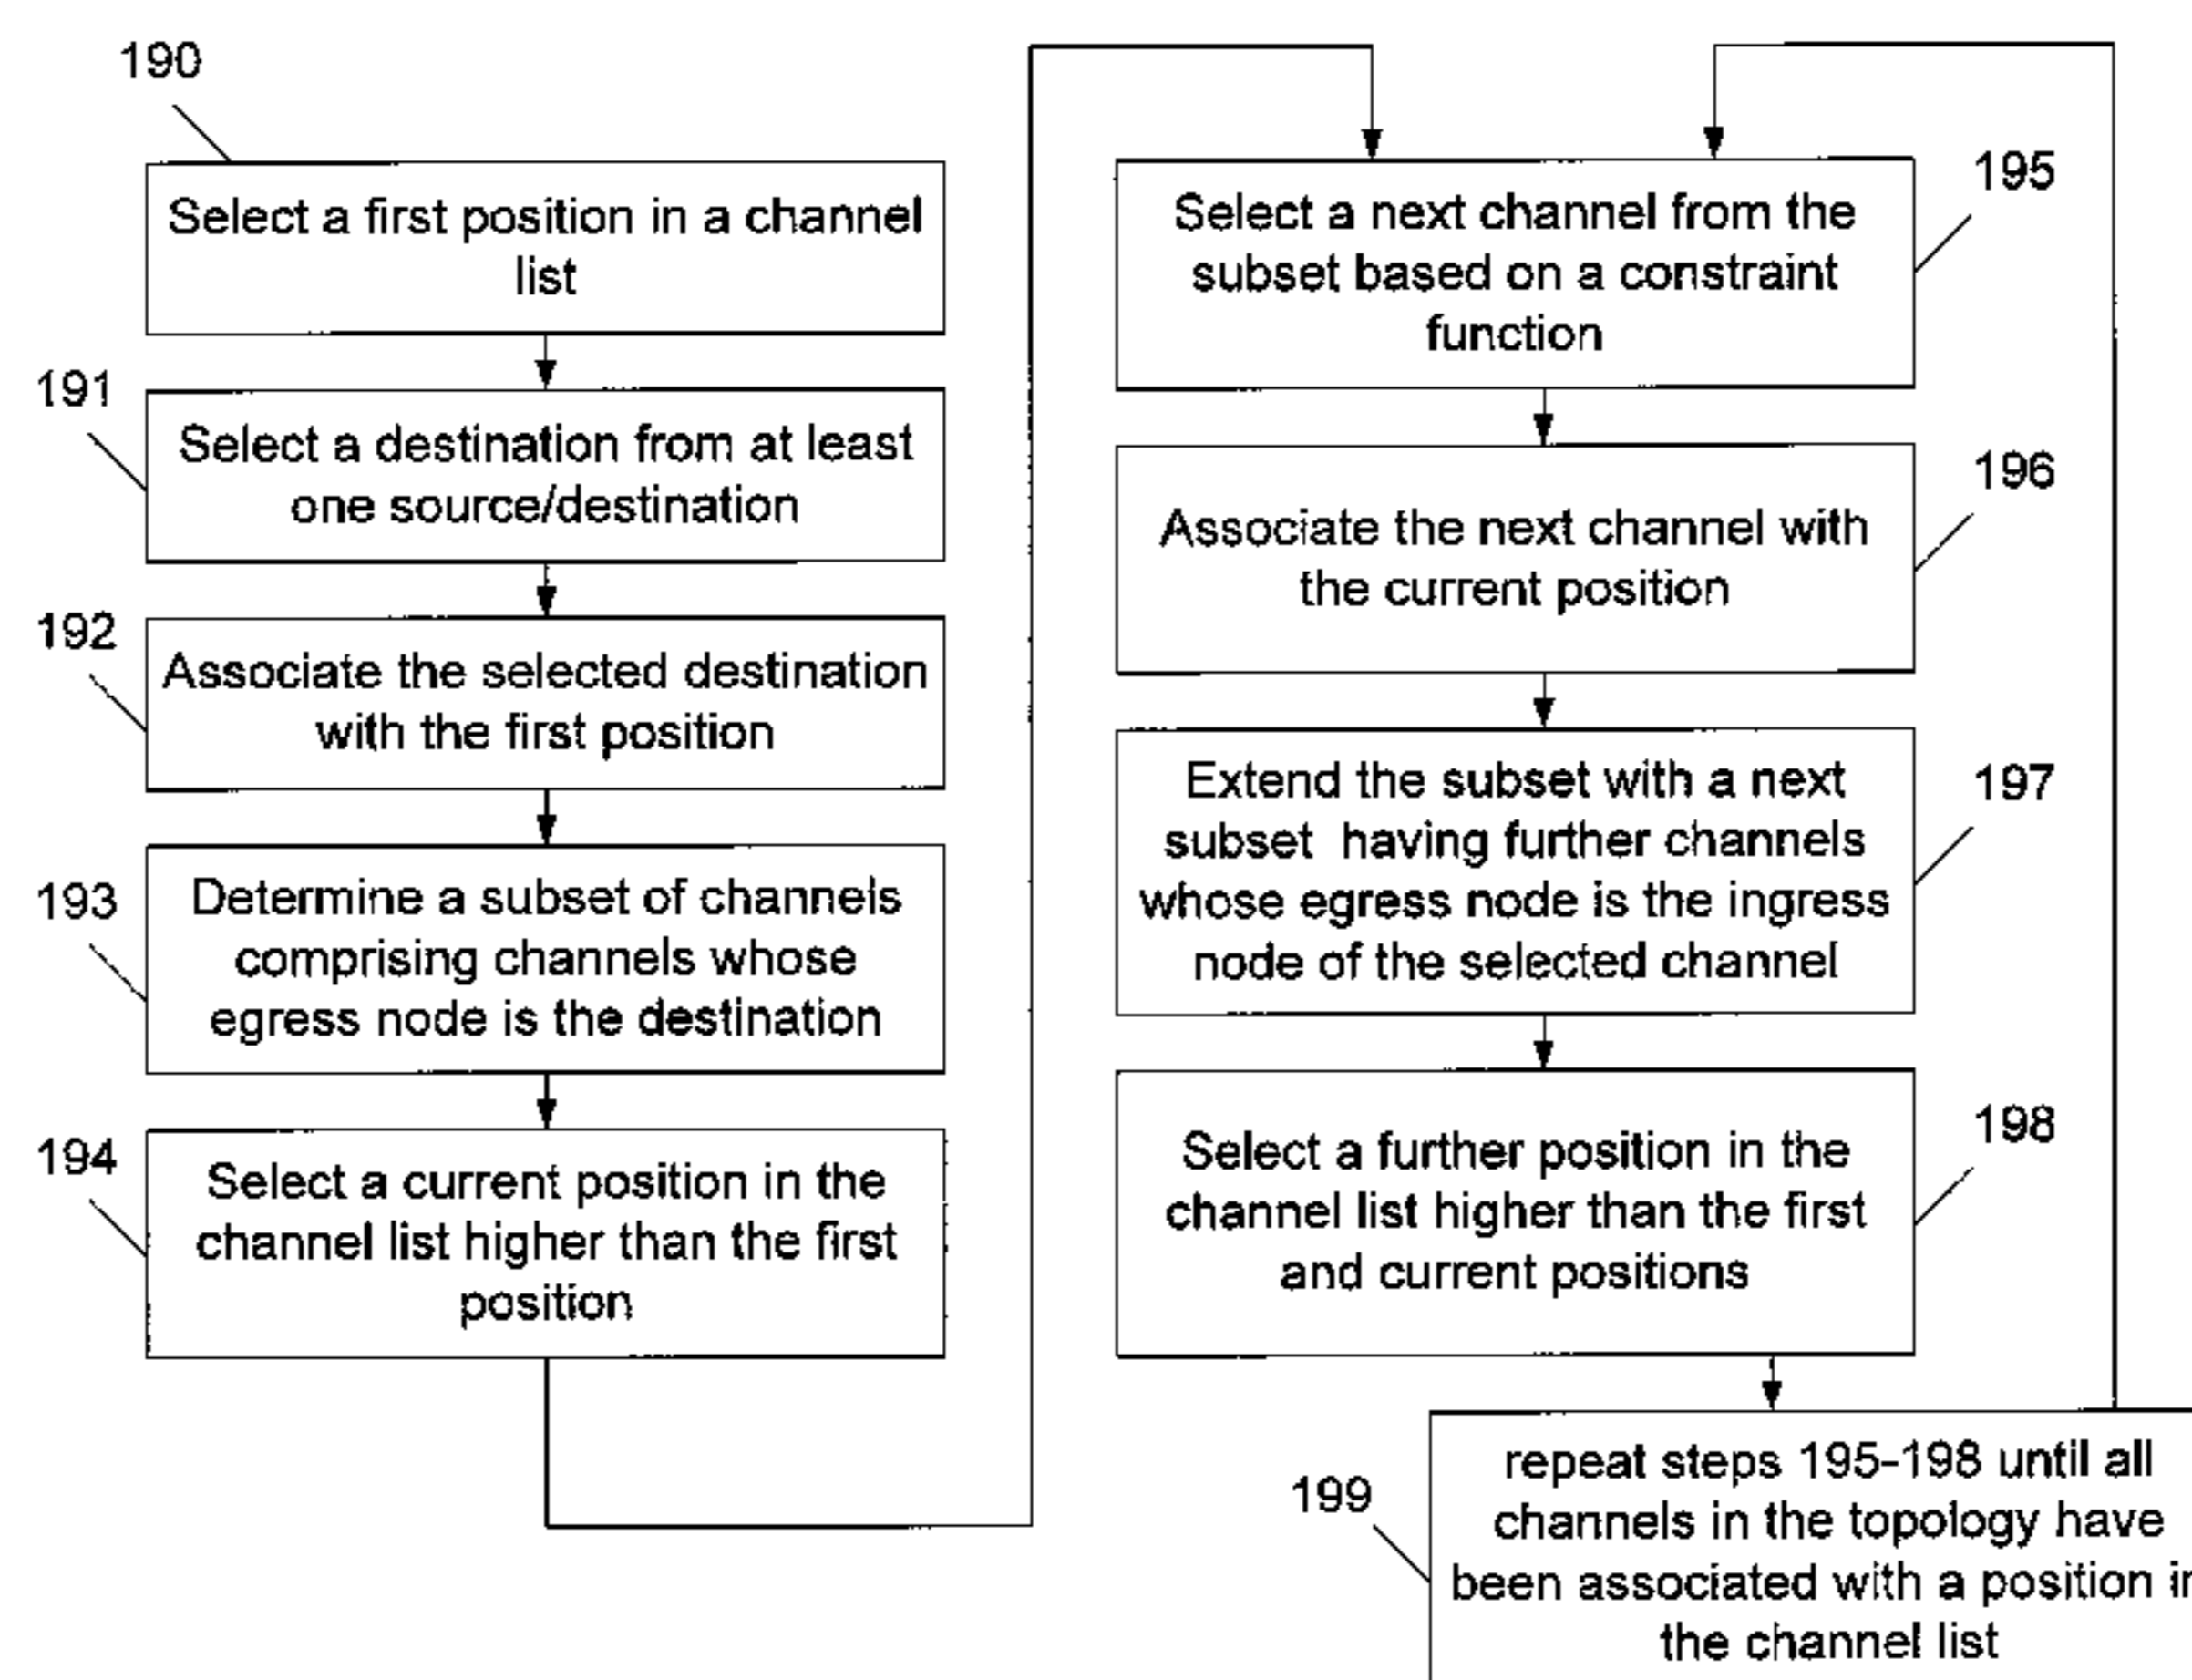 190
Select a first position in a channel
list
191
Select a destination from at least
one source/destination
192
Associate the selected destination
with the first position
193
Determine a subset of channels
comprising channels whose
egress node is the destination
194
Select a current position in the
channel list higher than the first
position
195
Select a next channel from the
subset based on a constraint
function
196
Associate the next channel with
the current position
197
Extend the subset with a next
subset having further channels
whose egress node is the ingress
node of the selected channel
198
Select a further position in the
channel list higher than the first
and current positions
199
repeat steps 195-198 until all
channels in the topology have
been associated with a position in
the channel list